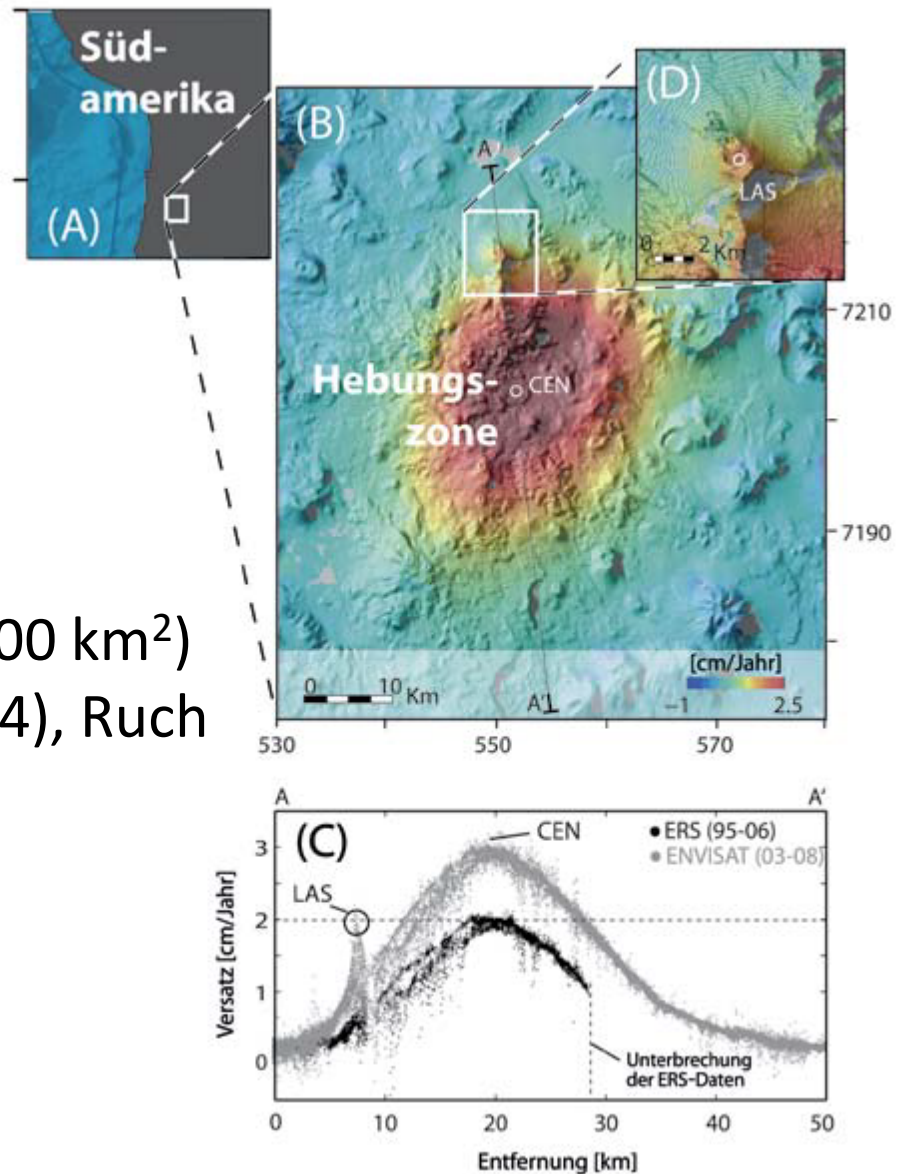 Süd-
amerika
(A)
(B)
A
(D)
LAS
0 2 Km
7210
Hebungs-
zone
CEN
7190
00 km²)
4), Ruch
[cm/Jahr]
0 10 Km
−1 2.5
A'
530 550 570
A A'
(C)
CEN
ERS (95-06)
ENVISAT (03-08)
LAS
3
2
1
0
Versatz [cm/Jahr]
Unterbrechung
der ERS-Daten
0 10 20 30 40 50
Entfernung [km]